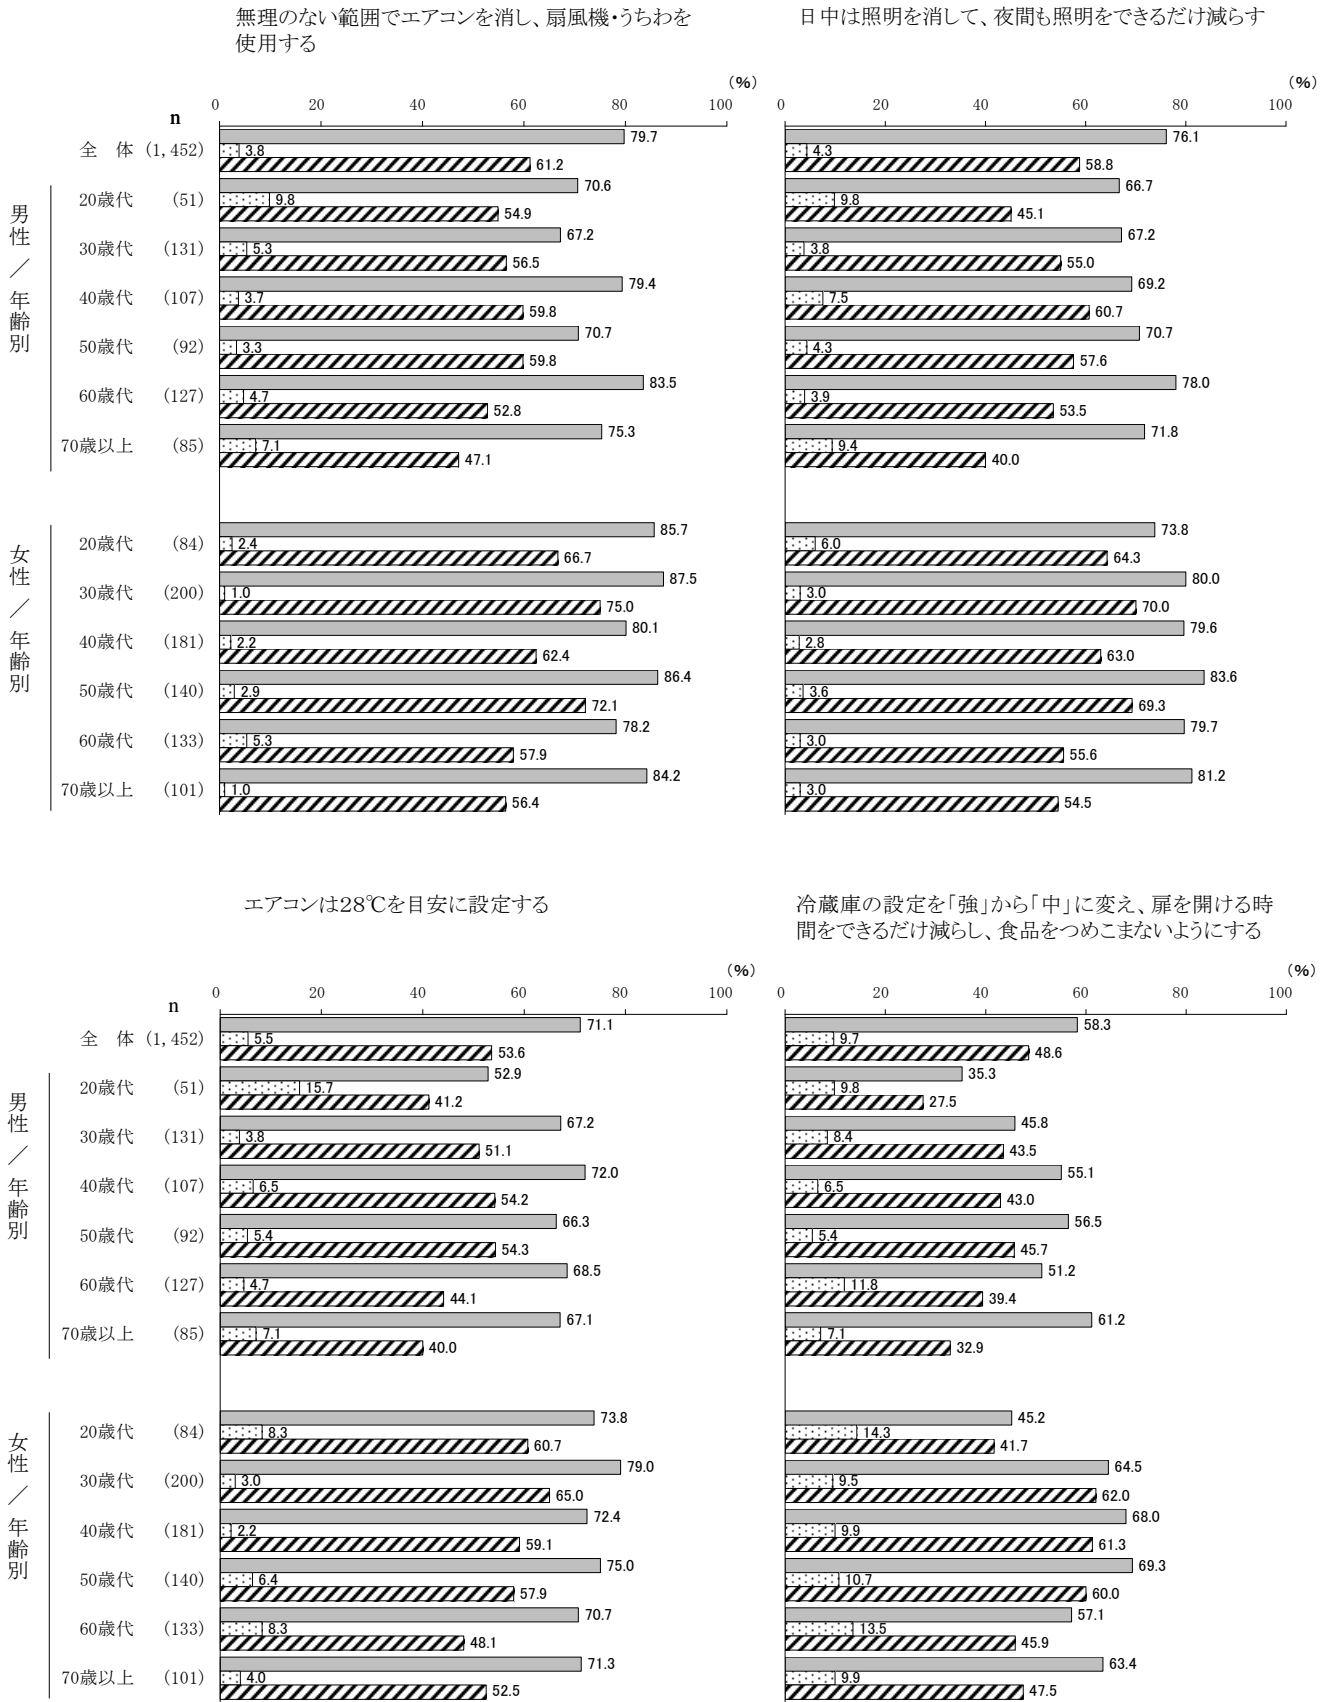 無理のない範囲でエアコンを消し、扇風機・うちわを
使用する
(%)
0 20 40 60 80 100
n
全 体 (1,452) 79.7 3.8 61.2
男性／年齢別
20歳代 (51) 70.6 9.8 54.9
30歳代 (131) 67.2 5.3 56.5
40歳代 (107) 79.4 3.7 59.8
50歳代 (92) 70.7 3.3 59.8
60歳代 (127) 83.5 4.7 52.8
70歳以上 (85) 75.3 7.1 47.1
女性／年齢別
20歳代 (84) 85.7 2.4 66.7
30歳代 (200) 87.5 1.0 75.0
40歳代 (181) 80.1 2.2 62.4
50歳代 (140) 86.4 2.9 72.1
60歳代 (133) 78.2 5.3 57.9
70歳以上 (101) 84.2 1.0 56.4
日中は照明を消して、夜間も照明をできるだけ減らす
(%)
0 20 40 60 80 100
76.1 4.3 58.8
66.7 9.8 45.1
67.2 3.8 55.0
69.2 7.5 60.7
70.7 4.3 57.6
78.0 3.9 53.5
71.8 9.4 40.0
73.8 6.0 64.3
80.0 3.0 70.0
79.6 2.8 63.0
83.6 3.6 69.3
79.7 3.0 55.6
81.2 3.0 54.5
エアコンは28℃を目安に設定する
(%)
0 20 40 60 80 100
n
全 体 (1,452) 71.1 5.5 53.6
男性／年齢別
20歳代 (51) 52.9 15.7 41.2
30歳代 (131) 67.2 3.8 51.1
40歳代 (107) 72.0 6.5 54.2
50歳代 (92) 66.3 5.4 54.3
60歳代 (127) 68.5 4.7 44.1
70歳以上 (85) 67.1 7.1 40.0
女性／年齢別
20歳代 (84) 73.8 8.3 60.7
30歳代 (200) 79.0 3.0 65.0
40歳代 (181) 72.4 2.2 59.1
50歳代 (140) 75.0 6.4 57.9
60歳代 (133) 70.7 8.3 48.1
70歳以上 (101) 71.3 4.0 52.5
冷蔵庫の設定を「強」から「中」に変え、扉を開ける時
間をできるだけ減らし、食品をつめこまないようにする
(%)
0 20 40 60 80 100
58.3 9.7 48.6
35.3 9.8 27.5
45.8 8.4 43.5
55.1 6.5 43.0
56.5 5.4 45.7
51.2 11.8 39.4
61.2 7.1 32.9
45.2 14.3 41.7
64.5 9.5 62.0
68.0 9.9 61.3
69.3 10.7 60.0
57.1 13.5 45.9
63.4 9.9 47.5